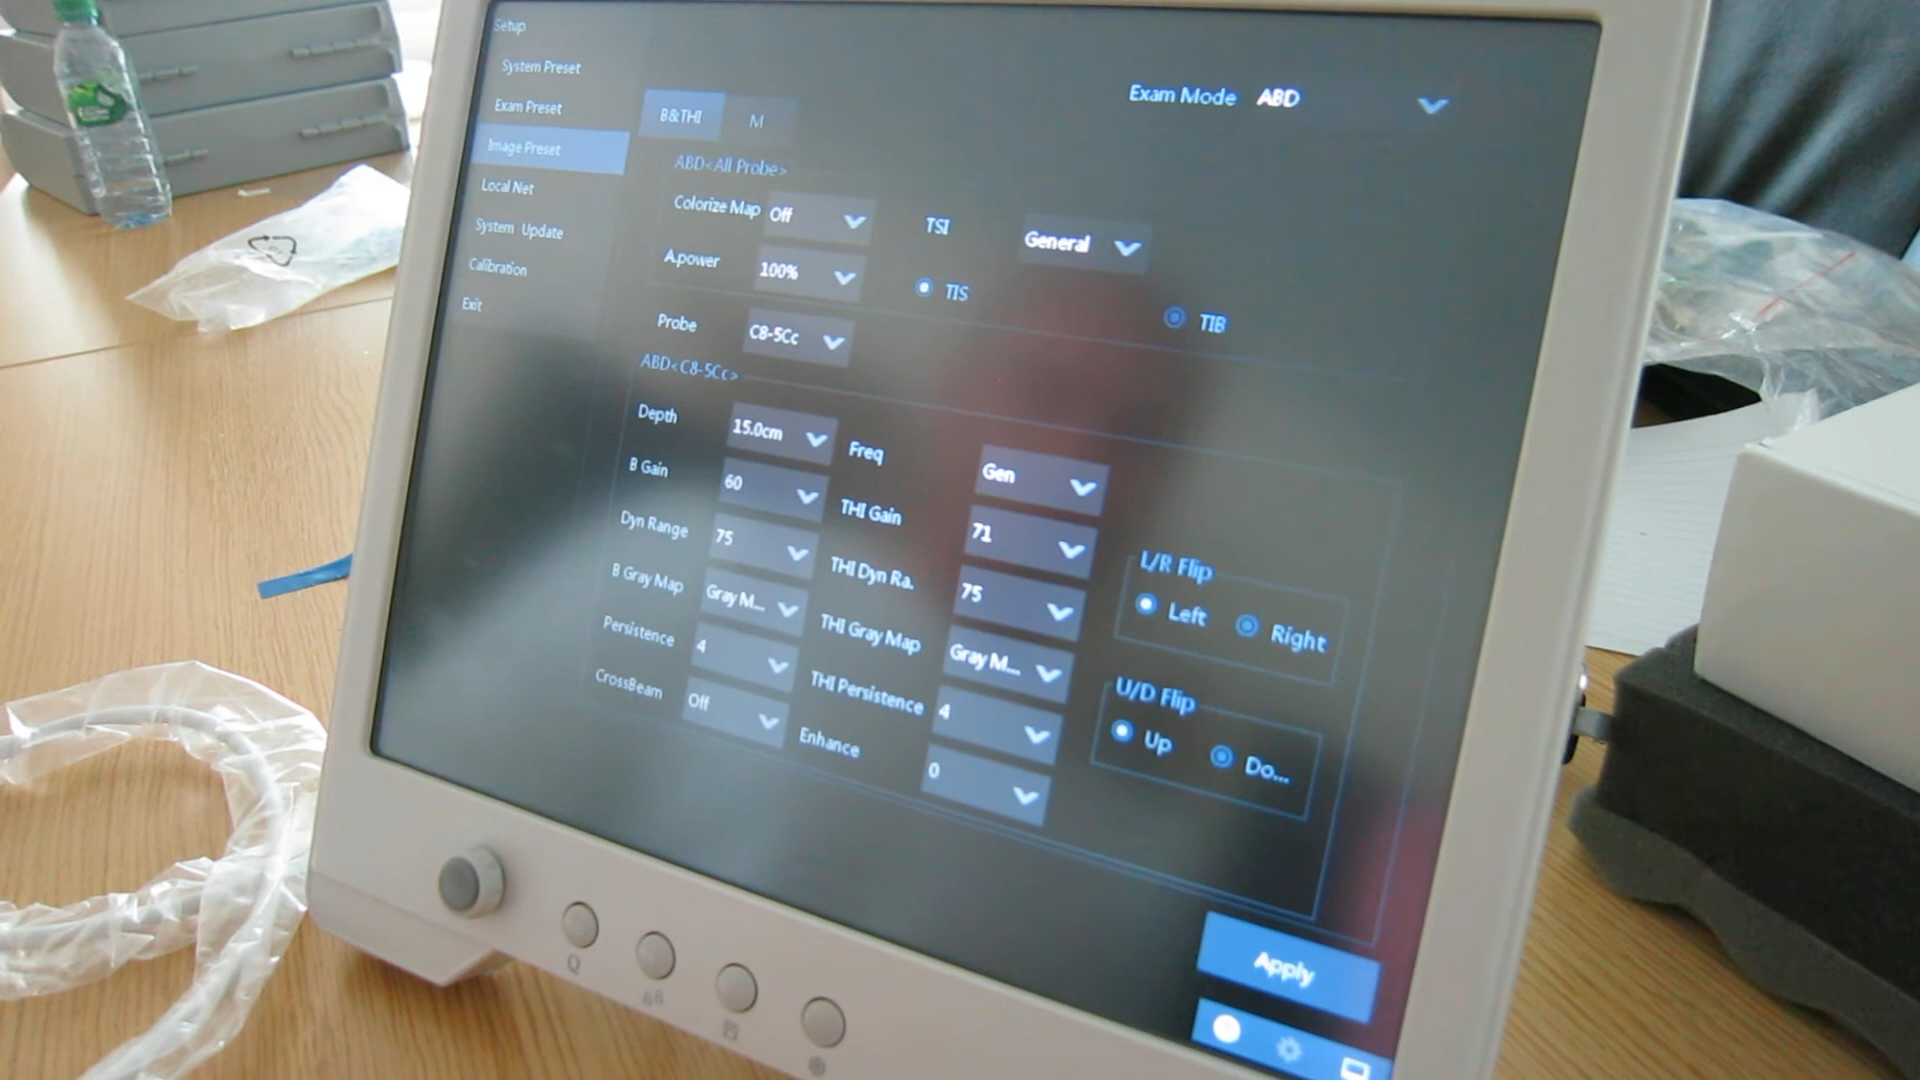 Setup
System Preset
Exam Preset
Image Preset
Local Net
System Update
Calibration
Exit
Exam Mode ABD
B&THI M
ABD<All Probe>
Colorize Map Off TSI General
A.power 100% TIS TIB
Probe C8-5Cc
ABD<C8-5Cc>
Depth 15.0cm Freq Gen
B Gain 60 THI Gain 71
Dyn Range 75 THI Dyn Ra. 75
B Gray Map Gray M... THI Gray Map Gray M...
Persistence 4 THI Persistence 4
CrossBeam Off Enhance 0
L/R Flip
Left Right
U/D Flip
Up Do...
Apply